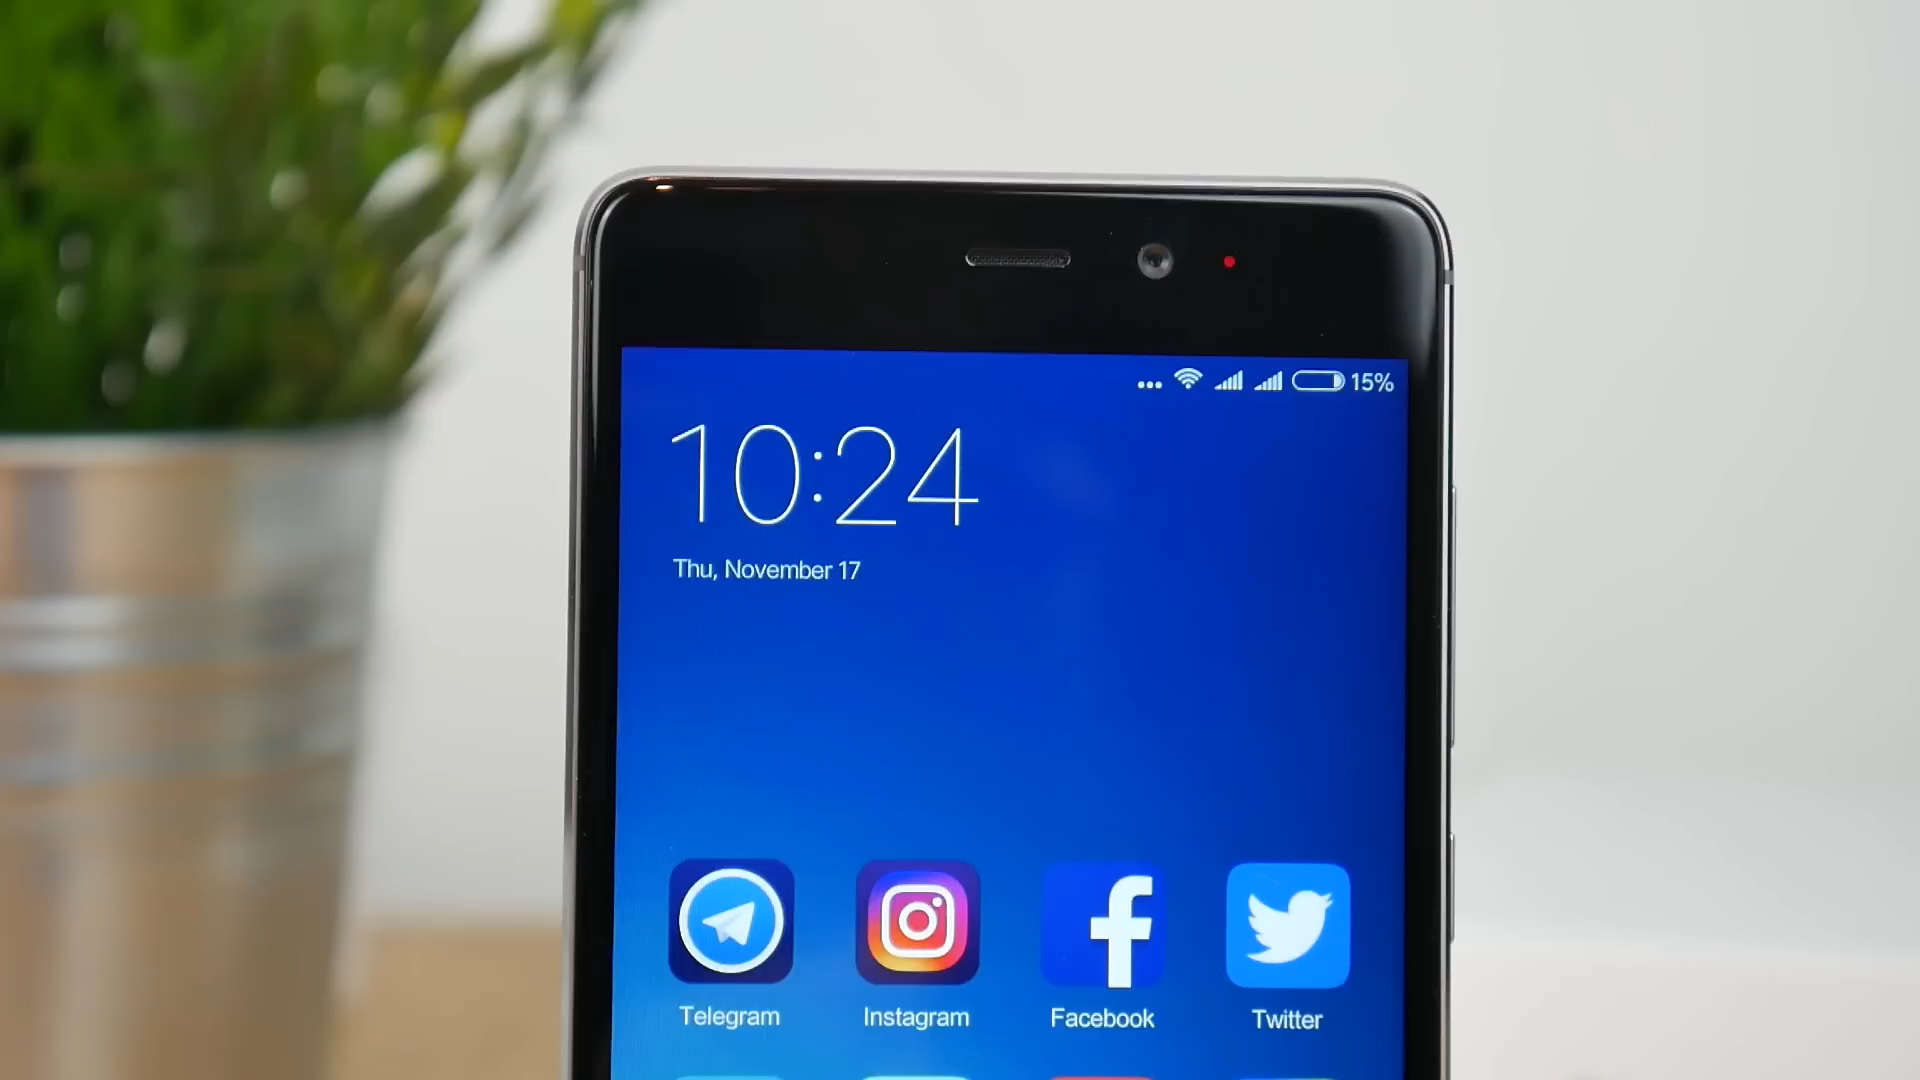 15%
10:24
Thu, November 17
Telegram
Instagram
Facebook
Twitter